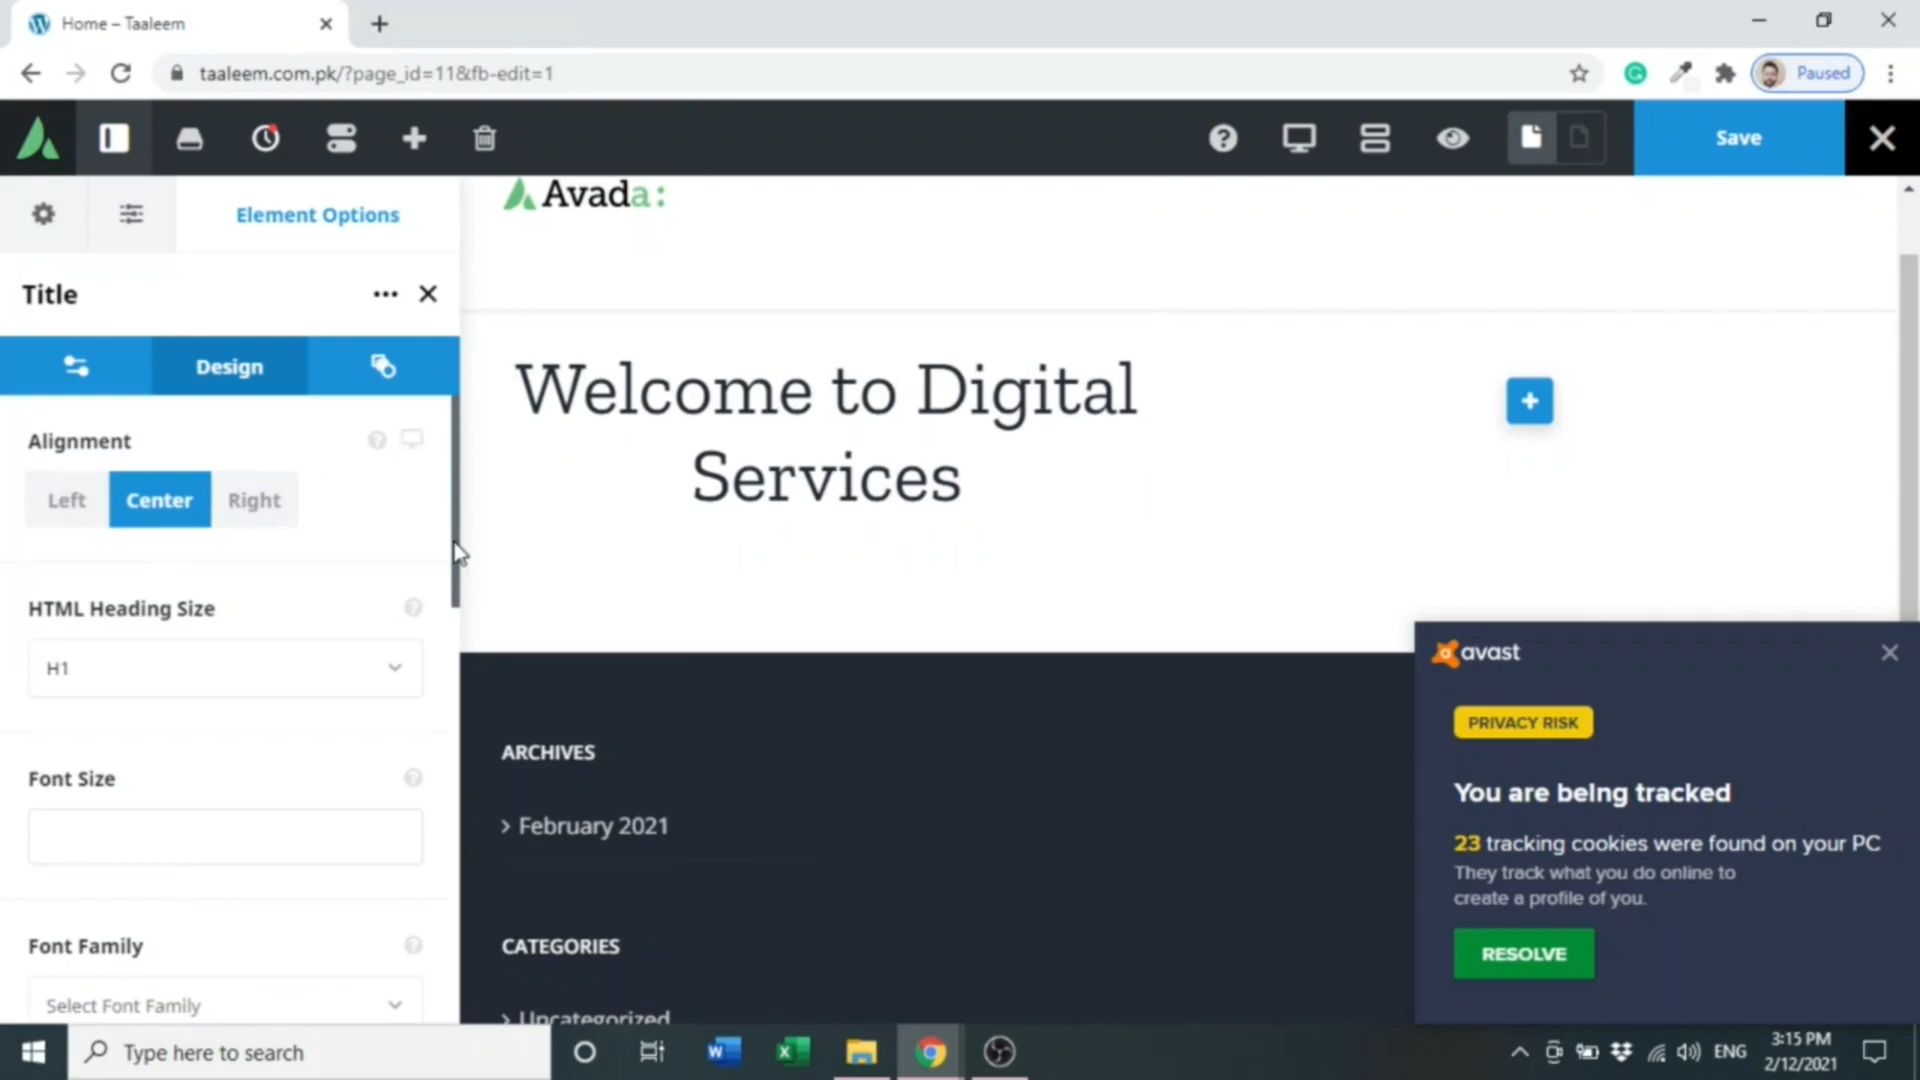 Home – Taaleem
taaleem.com.pk/?page_id=11&fb-edit=1
Paused
Save
Element Options
Avada:
Title
Design
Welcome to Digital
Services
Alignment
Left
Center
Right
HTML Heading Size
H1
Font Size
Font Family
Select Font Family
ARCHIVES
February 2021
CATEGORIES
Uncategorized
avast
PRIVACY RISK
You are being tracked
23 tracking cookies were found on your PC
They track what you do online to
create a profile of you.
RESOLVE
Type here to search
ENG
3:15 PM
2/12/2021